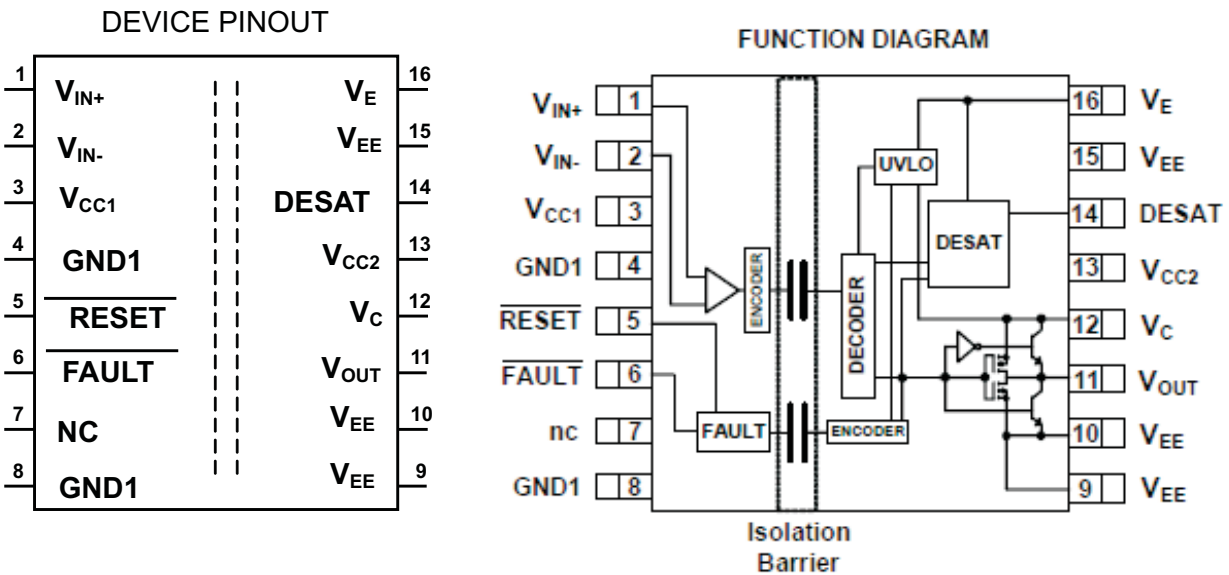 DEVICE PINOUT
1 VIN+ VE 16
2 VIN- VEE 15
3 VCC1 DESAT 14
4 GND1 VCC2 13
5 RESET VC 12
6 FAULT VOUT 11
7 NC VEE 10
8 GND1 VEE 9
FUNCTION DIAGRAM
VIN+ 1 16 VE
VIN- 2 UVLO 15 VEE
VCC1 3 14 DESAT
DESAT
GND1 4 ENCODER DECODER 13 VCC2
RESET 5 12 VC
FAULT 6 11 VOUT
nc 7 FAULT ENCODER 10 VEE
GND1 8 9 VEE
Isolation
Barrier